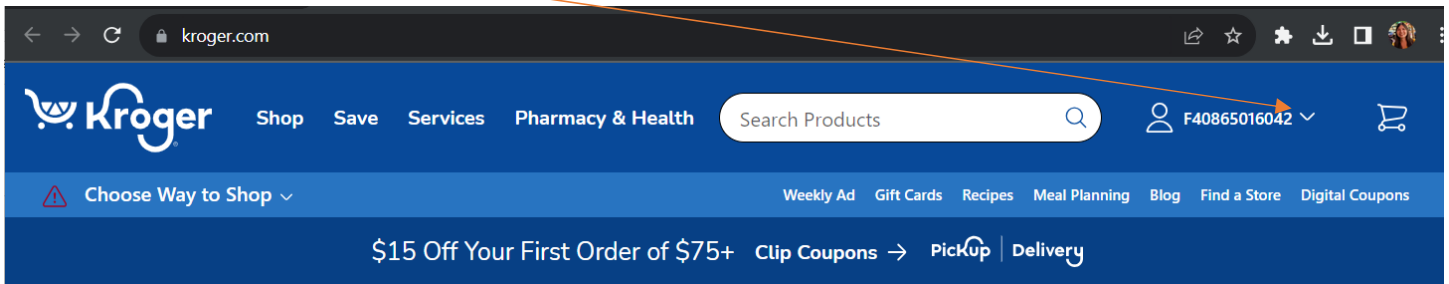 kroger.com
Kroger Shop Save Services Pharmacy & Health Search Products F40865016042
Choose Way to Shop Weekly Ad Gift Cards Recipes Meal Planning Blog Find a Store Digital Coupons
$15 Off Your First Order of $75+ Clip Coupons → PicKup | Delivery